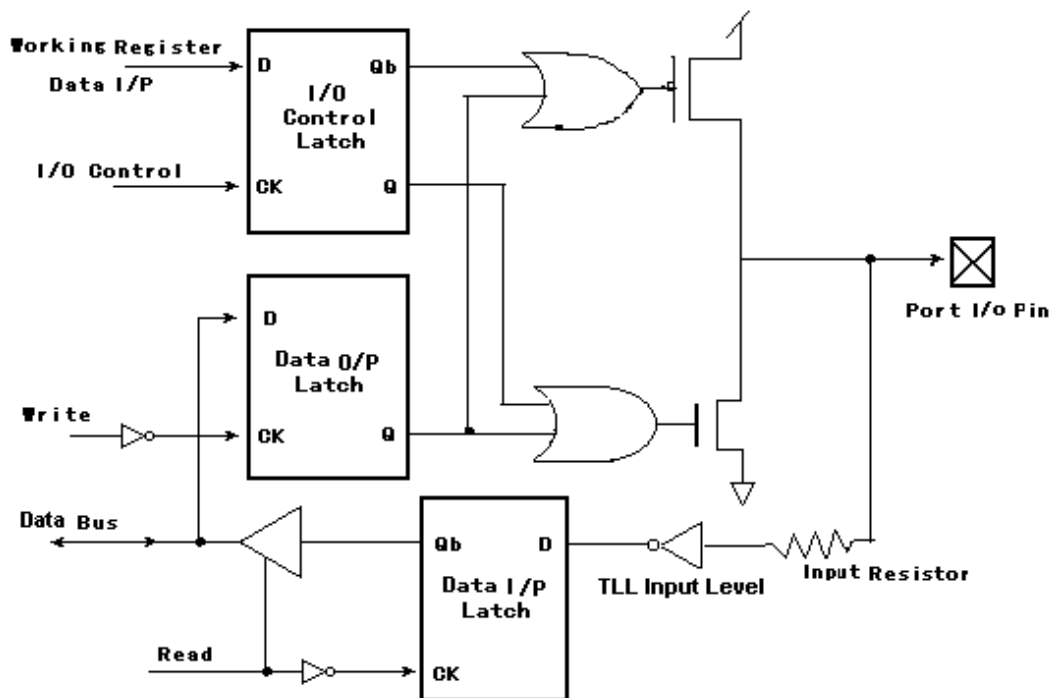 Working Register
Data I/P
D
Qb
I/O
Control
Latch
I/O Control
CK
Q
D
Data O/P
Latch
Write
CK
Q
Port I/o Pin
Data Bus
Qb
D
Data I/P
Latch
TLL Input Level
Input Resistor
Read
CK